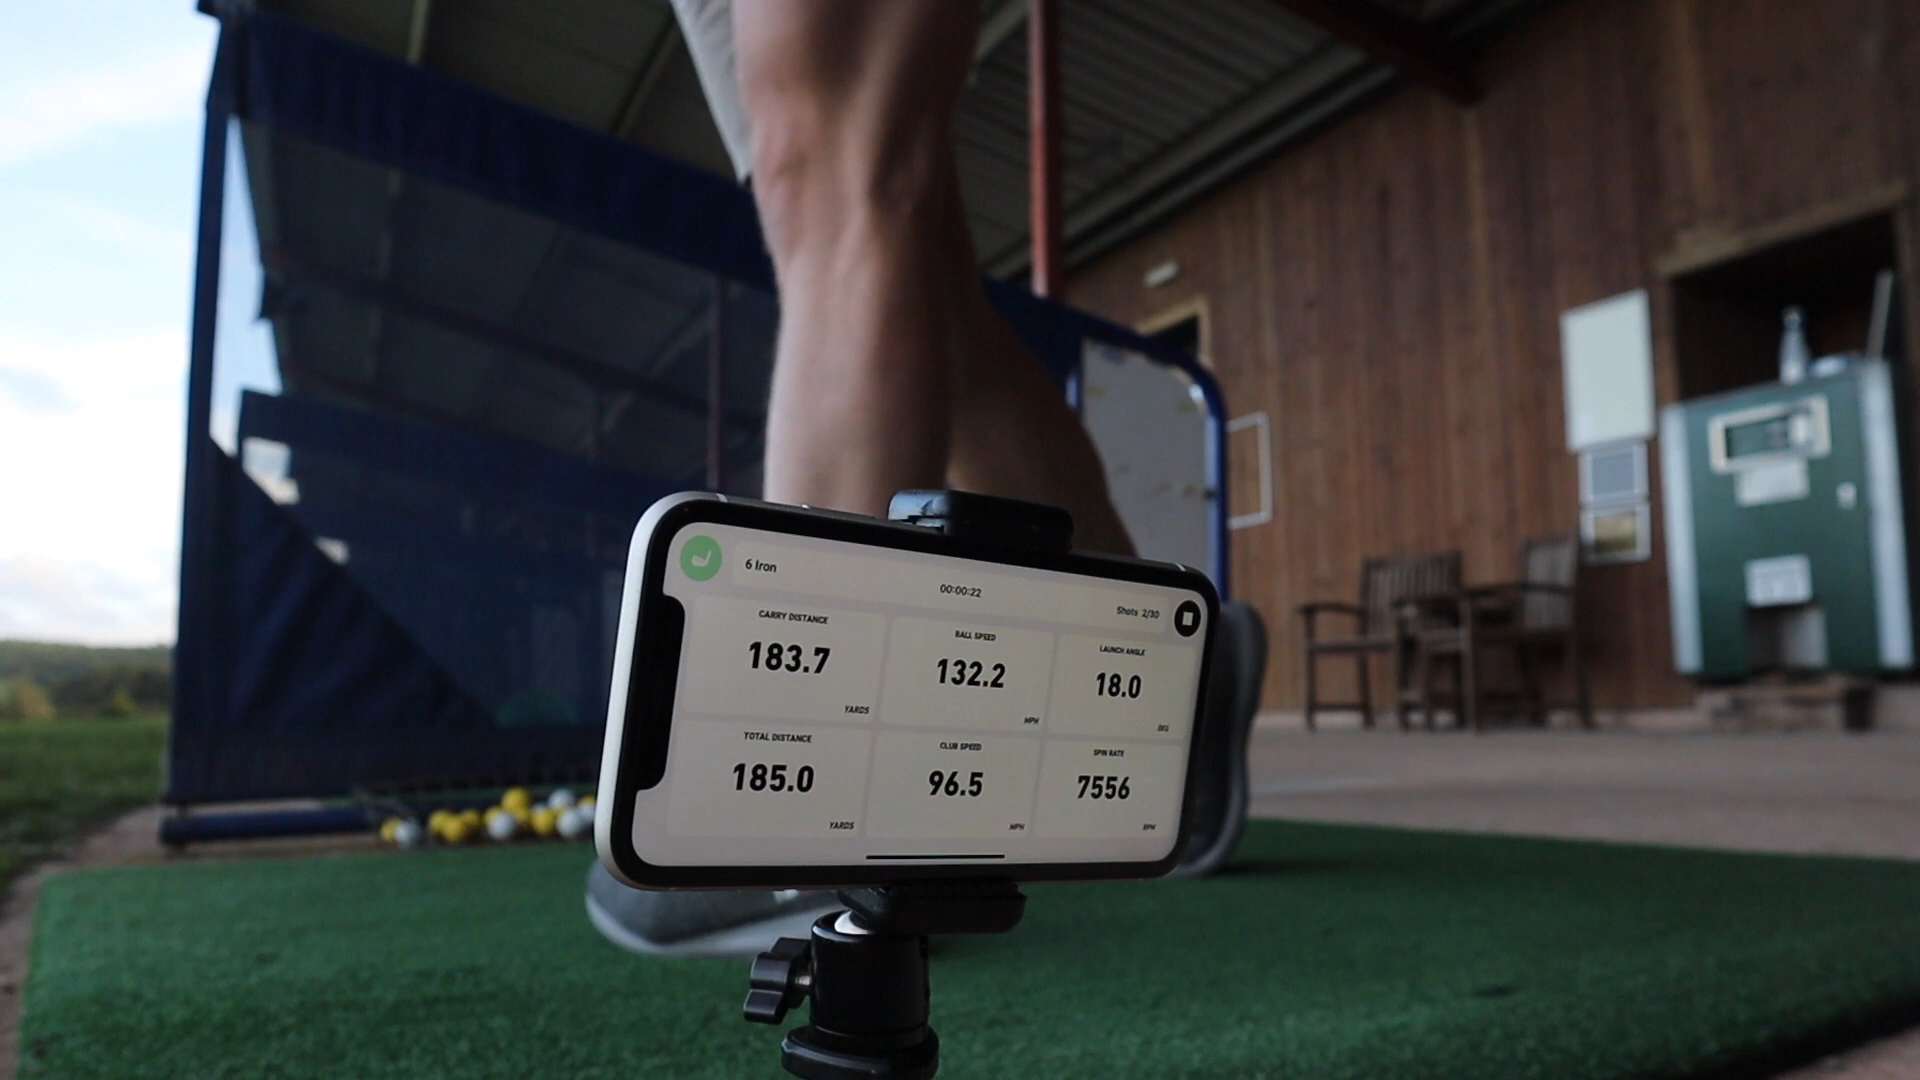 6 Iron
00:00:22
Shots 2/30
CARRY DISTANCE
183.7
YARDS
BALL SPEED
132.2
MPH
LAUNCH ANGLE
18.0
DEG
TOTAL DISTANCE
185.0
YARDS
CLUB SPEED
96.5
MPH
SPIN RATE
7556
RPM